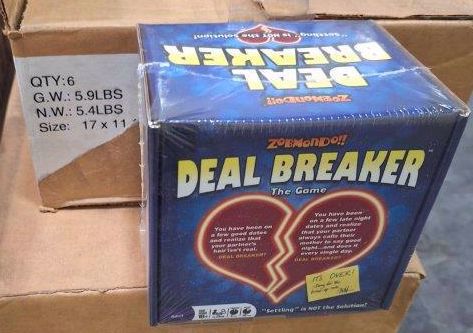 QTY:6
G.W.: 5.9LBS
N.W.: 5.4LBS
Size: 17 x 11
"Settling" is NOT the Solution!
DEAL
BREAKER
ZOBMONDO!!
ZOBMONDO!!
DEAL BREAKER
The Game
You have been on
a few good dates
and realize that
your partner's
hair isn't real.
DEAL BREAKER?
You have been
on a few late night
dates and realize
that your partner
always calls their
mother to say good
night...and does it
every single day.
DEAL BREAKER?
IT'S OVER!
"Settling" is NOT the Solution!